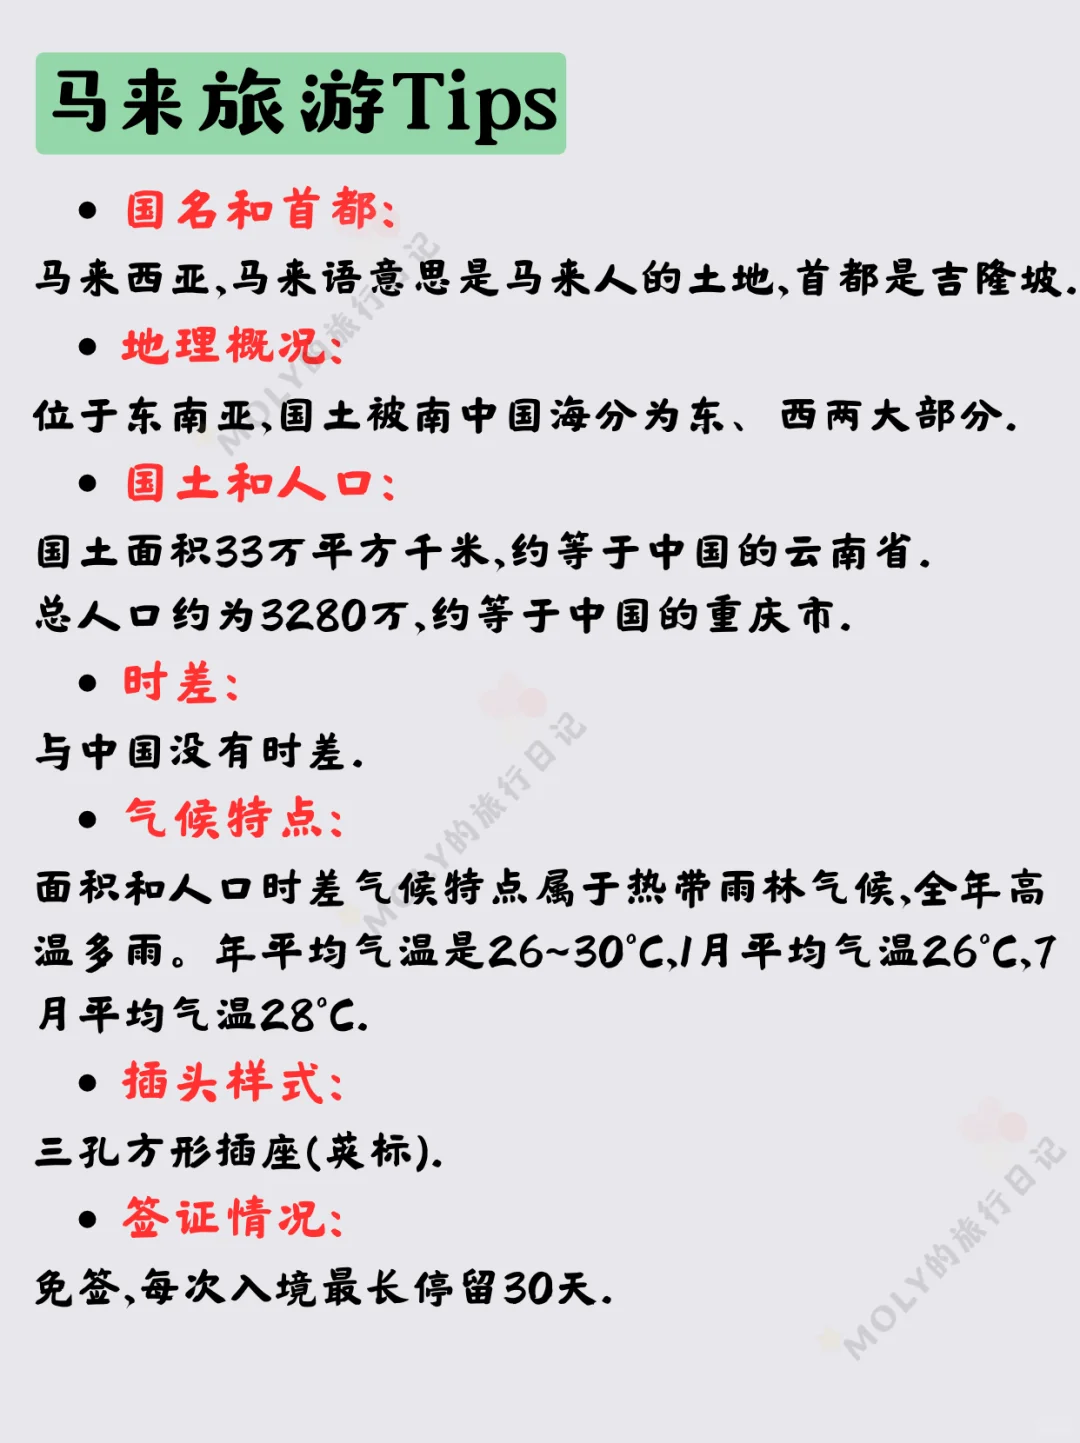 马来旅游Tips
• 国名和首都:
马来西亚,马来语意思是马来人的土地,首都是吉隆坡.
• 地理概况:
位于东南亚,国土被南中国海分为东、西两大部分.
• 国土和人口:
国土面积33万平方千米,约等于中国的云南省.
总人口约为3280万,约等于中国的重庆市.
• 时差:
与中国没有时差.
• 气候特点:
面积和人口时差气候特点属于热带雨林气候,全年高
温多雨。年平均气温是26~30°C,1月平均气温26°C,7
月平均气温28°C.
• 插头样式:
三孔方形插座(英标).
• 签证情况:
免签,每次入境最长停留30天.
MOLY的旅行日记
MOLY的旅行日记
MOLY的旅行日记